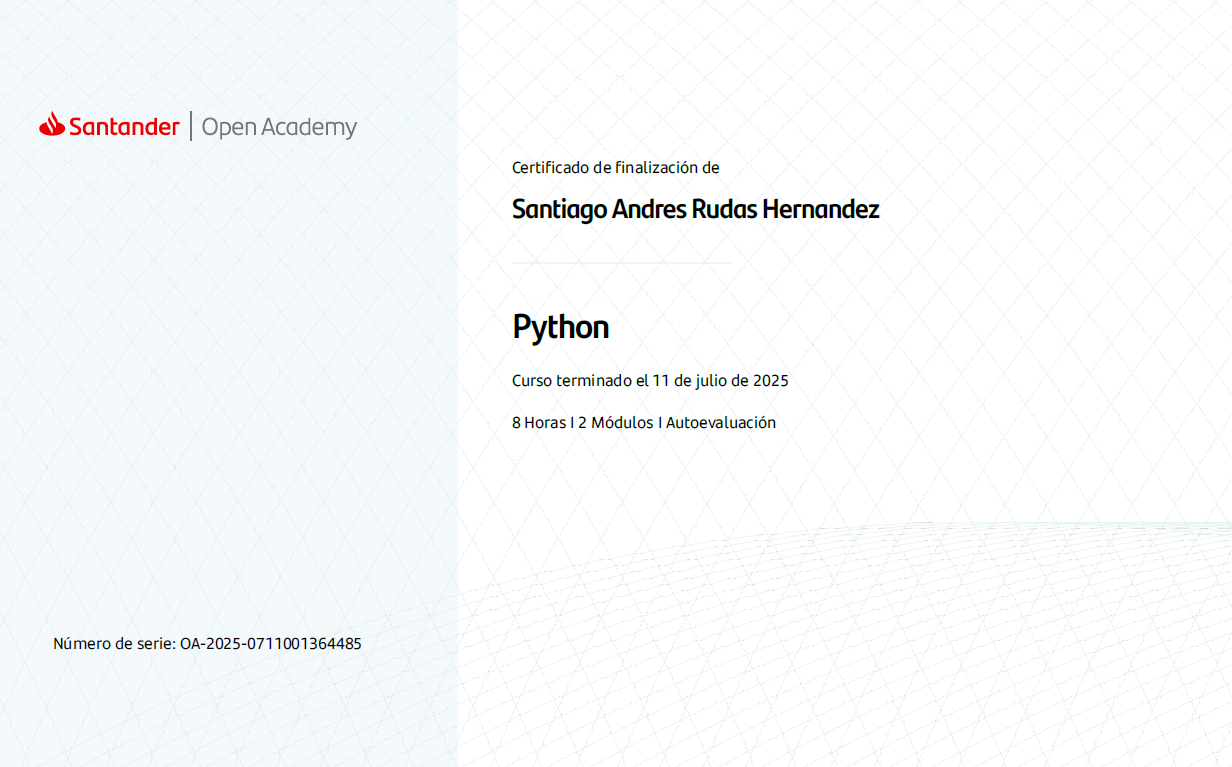 Santander | Open Academy
Certificado de finalización de
Santiago Andres Rudas Hernandez
Python
Curso terminado el 11 de julio de 2025
8 Horas I 2 Módulos I Autoevaluación
Número de serie: OA-2025-0711001364485